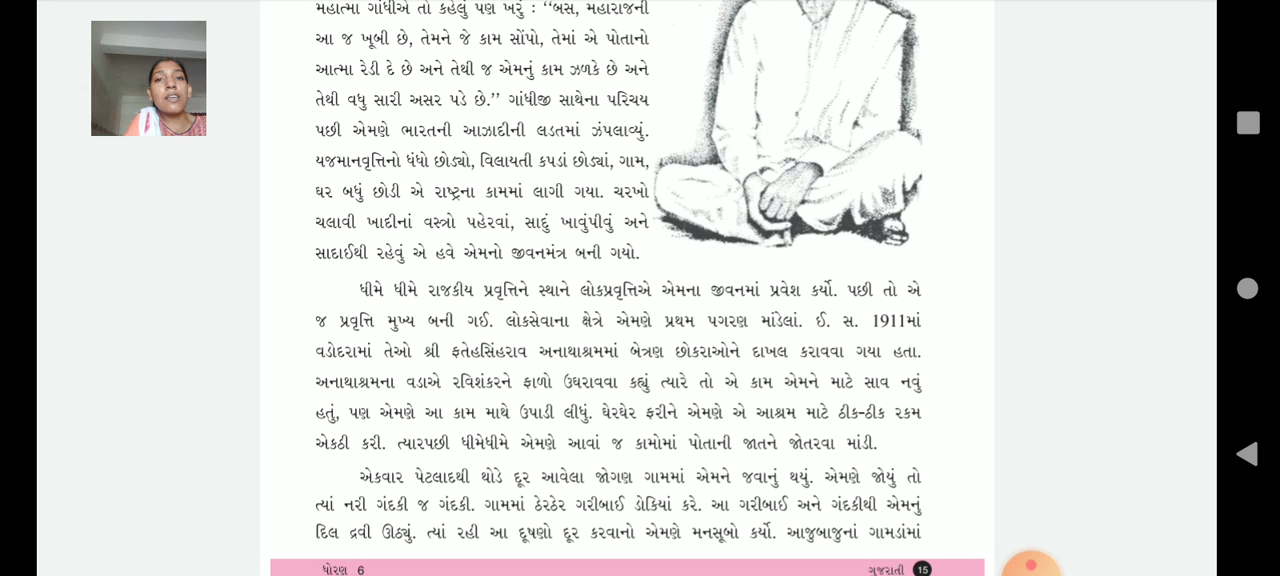 મહાત્મા ગાંધીએ તો કહેલું પણ ખરું : ‘‘બસ, મહારાજની
આ જ ખૂબી છે, તેમને જે કામ સોંપો, તેમાં એ પોતાનો
આત્મા રેડી દે છે અને તેથી જ એમનું કામ ઝળકે છે અને
તેથી વધુ સારી અસર પડે છે.’’ ગાંધીજી સાથેના પરિચય
પછી એમણે ભારતની આઝાદીની લડતમાં ઝંપલાવ્યું.
યજમાનવૃત્તિનો ધંધો છોડ્યો, વિલાયતી કપડાં છોડ્યાં, ગામ,
ઘર બધું છોડી એ રાષ્ટ્રના કામમાં લાગી ગયા. ચરખો
ચલાવી ખાદીનાં વસ્ત્રો પહેરવાં, સાદું ખાવુંપીવું અને
સાદાઈથી રહેવું એ હવે એમનો જીવનમંત્ર બની ગયો.
ધીમે ધીમે રાજકીય પ્રવૃત્તિને સ્થાને લોકપ્રવૃત્તિએ એમના જીવનમાં પ્રવેશ કર્યો. પછી તો એ
જ પ્રવૃત્તિ મુખ્ય બની ગઈ. લોકસેવાના ક્ષેત્રે એમણે પ્રથમ પગરણ માંડેલાં. ઈ. સ. 1911માં
વડોદરામાં તેઓ શ્રી ફતેહસિંહરાવ અનાથાશ્રમમાં બેત્રણ છોકરાઓને દાખલ કરાવવા ગયા હતા.
અનાથાશ્રમના વડાએ રવિશંકરને ફાળો ઉઘરાવવા કહ્યું ત્યારે તો એ કામ એમને માટે સાવ નવું
હતું, પણ એમણે આ કામ માથે ઉપાડી લીધું. ઘેરઘેર ફરીને એમણે એ આશ્રમ માટે ઠીક-ઠીક રકમ
એકઠી કરી. ત્યારપછી ધીમેધીમે એમણે આવાં જ કામોમાં પોતાની જાતને જોતરવા માંડી.
એકવાર પેટલાદથી થોડે દૂર આવેલા જોગણ ગામમાં એમને જવાનું થયું. એમણે જોયું તો
ત્યાં નરી ગંદકી જ ગંદકી. ગામમાં ઠેરઠેર ગરીબાઈ ડોકિયાં કરે. આ ગરીબાઈ અને ગંદકીથી એમનું
દિલ દ્રવી ઊઠ્યું. ત્યાં રહી આ દૂષણો દૂર કરવાનો એમણે મનસૂબો કર્યો. આજુબાજુનાં ગામડાંમાં
ધોરણ 6 ગુજરાતી 15